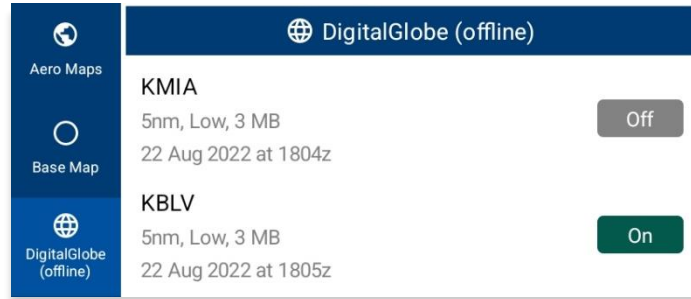 Aero Maps
Base Map
DigitalGlobe
(offline)
DigitalGlobe (offline)
KMIA
5nm, Low, 3 MB
22 Aug 2022 at 1804z
Off
KBLV
5nm, Low, 3 MB
22 Aug 2022 at 1805z
On